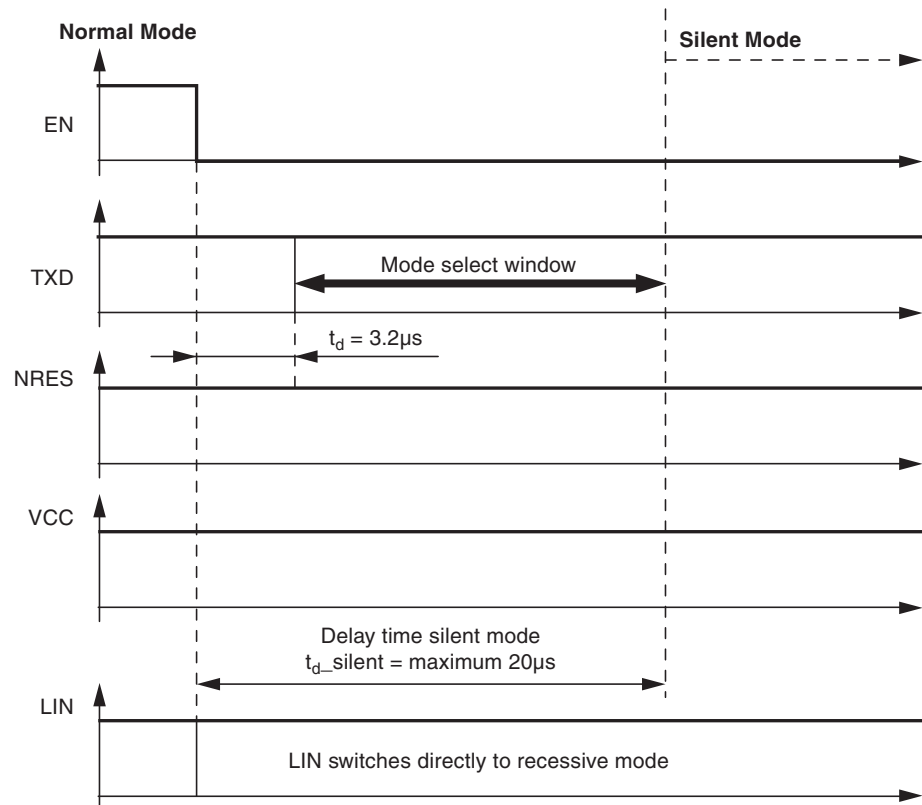 Normal Mode
Silent Mode
EN
TXD
Mode select window
t_d = 3.2µs
NRES
VCC
Delay time silent mode
t_d_silent = maximum 20µs
LIN
LIN switches directly to recessive mode